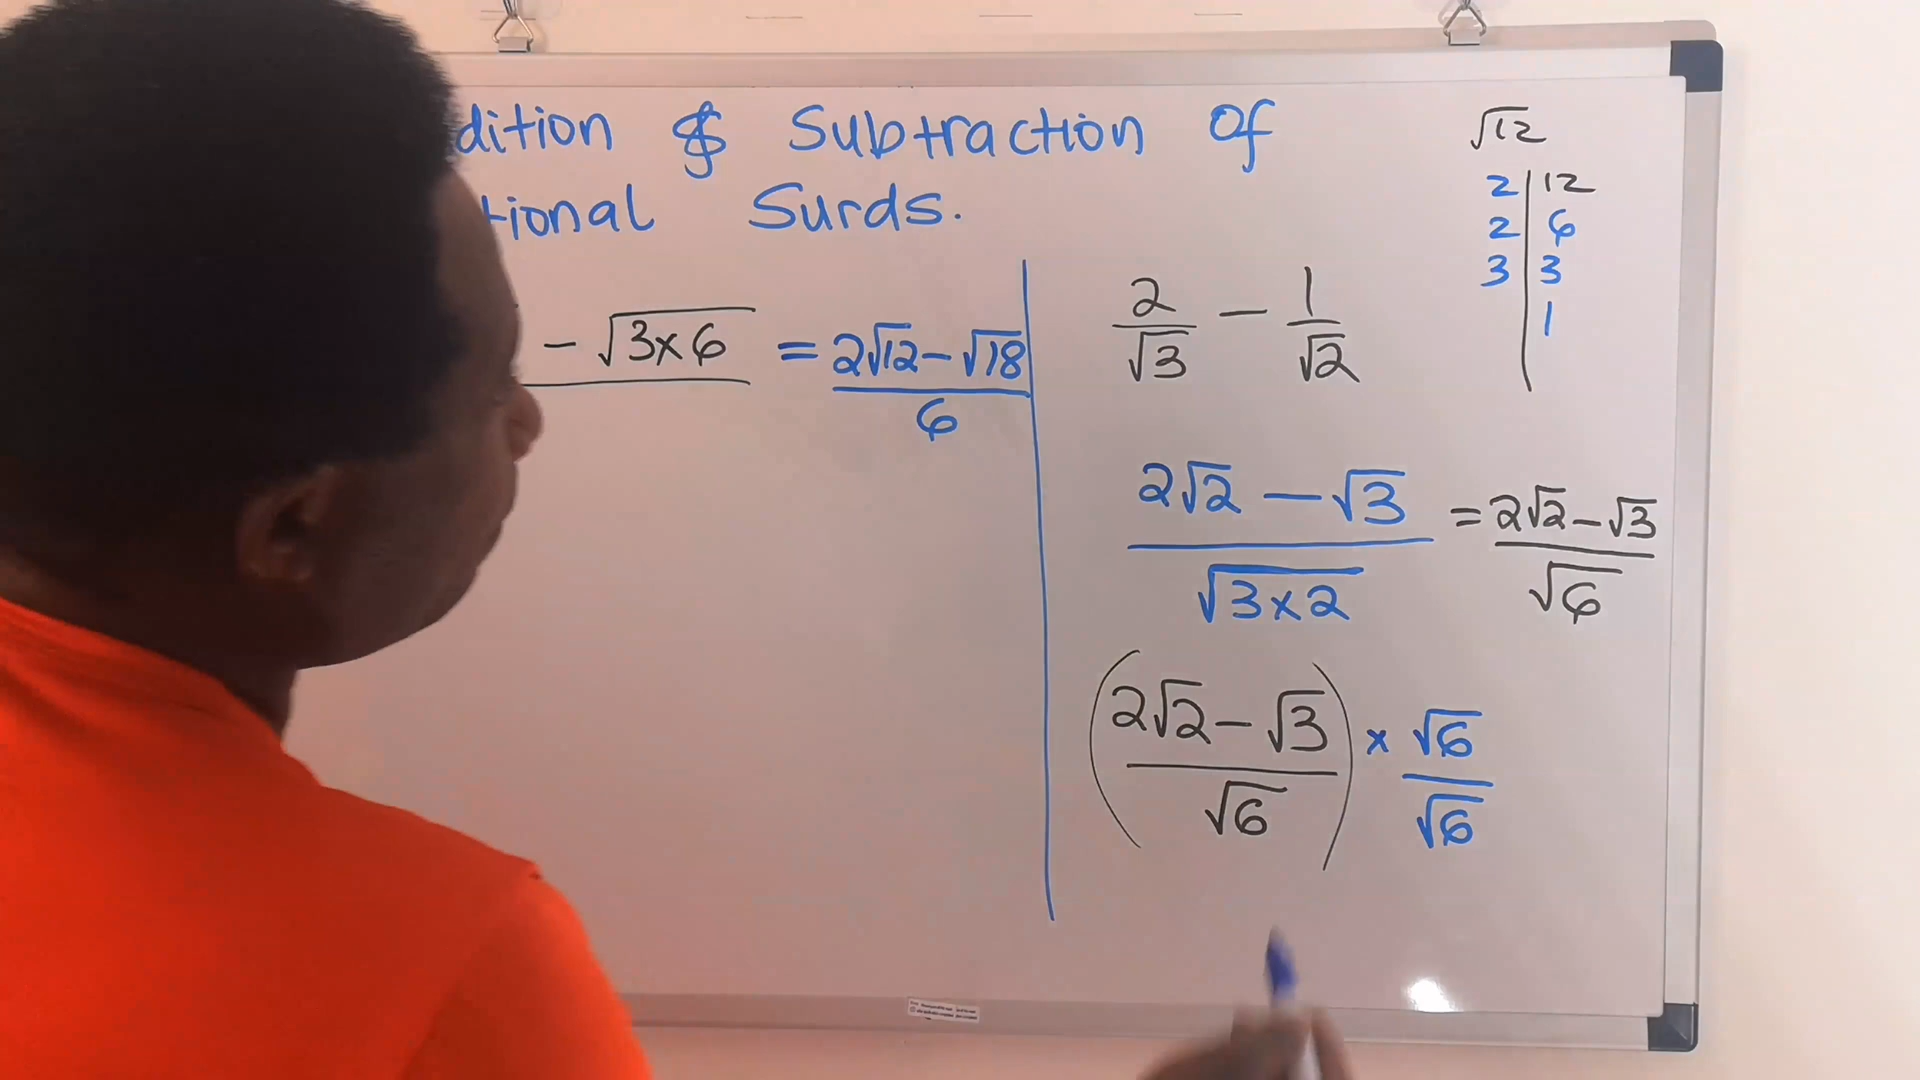 dition & Subtraction Of
tional Surds.
- √3×6 = 2√12 - √18
6
√12
2 | 12
2 | 6
3 | 3
1
2/√3 - 1/√2
2√2 - √3 / √3×2 = 2√2 - √3 / √6
(2√2 - √3 / √6) × √6/√6